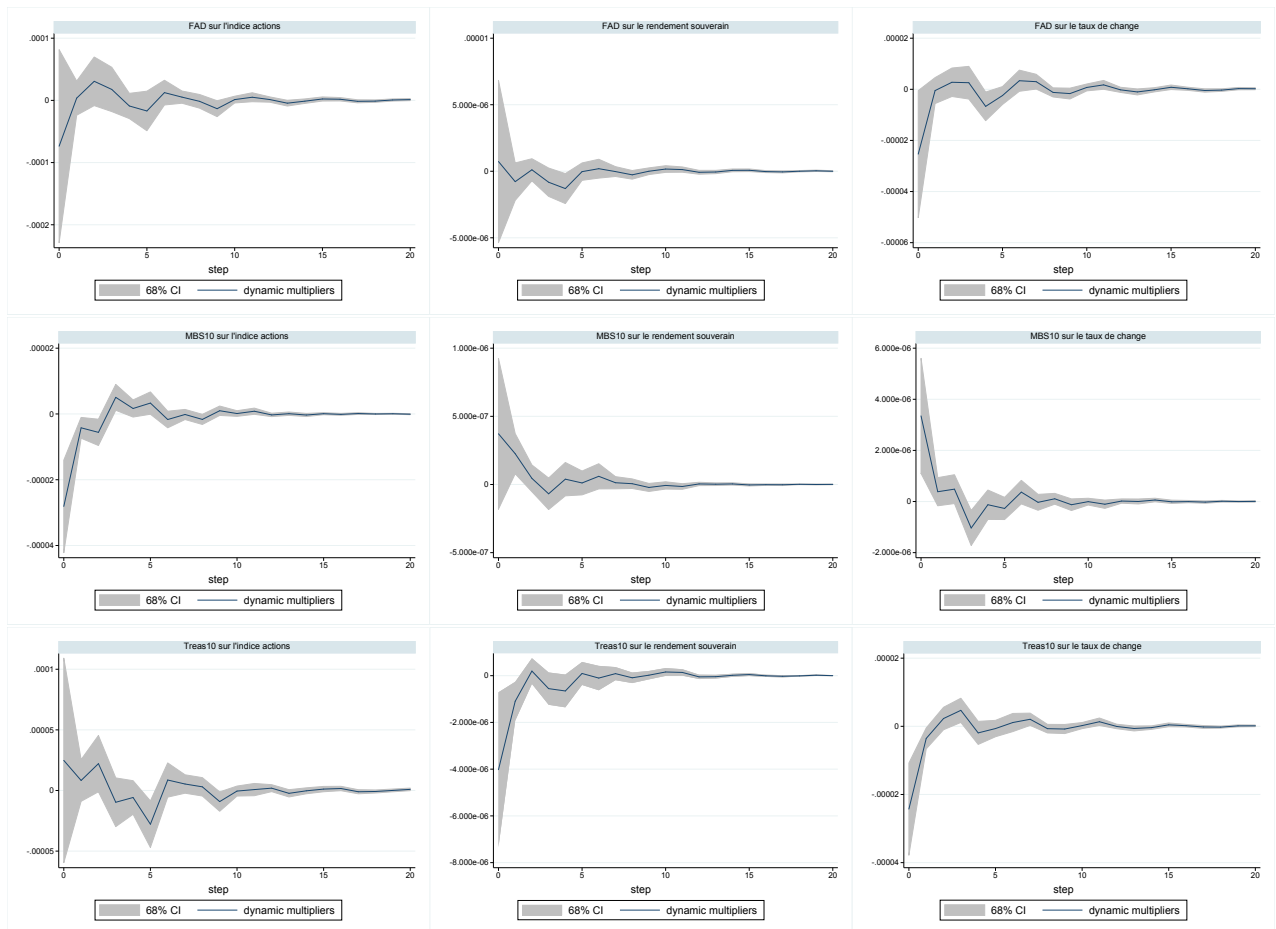 FAD sur l'indice actions
.0001
0
-.0001
-.0002
0 5 10 15 20
step
68% CI dynamic multipliers
FAD sur le rendement souverain
.00001
5.000e-06
0
-5.000e-06
0 5 10 15 20
step
68% CI dynamic multipliers
FAD sur le taux de change
.00002
0
-.00002
-.00004
-.00006
0 5 10 15 20
step
68% CI dynamic multipliers
MBS10 sur l'indice actions
.00002
0
-.00002
-.00004
0 5 10 15 20
step
68% CI dynamic multipliers
MBS10 sur le rendement souverain
1.000e-06
5.000e-07
0
-5.000e-07
0 5 10 15 20
step
68% CI dynamic multipliers
MBS10 sur le taux de change
6.000e-06
4.000e-06
2.000e-06
0
-2.000e-06
0 5 10 15 20
step
68% CI dynamic multipliers
Treas10 sur l'indice actions
.0001
.00005
0
-.00005
0 5 10 15 20
step
68% CI dynamic multipliers
Treas10 sur le rendement souverain
0
-2.000e-06
-4.000e-06
-6.000e-06
-8.000e-06
0 5 10 15 20
step
68% CI dynamic multipliers
Treas10 sur le taux de change
.00002
0
-.00002
-.00004
0 5 10 15 20
step
68% CI dynamic multipliers